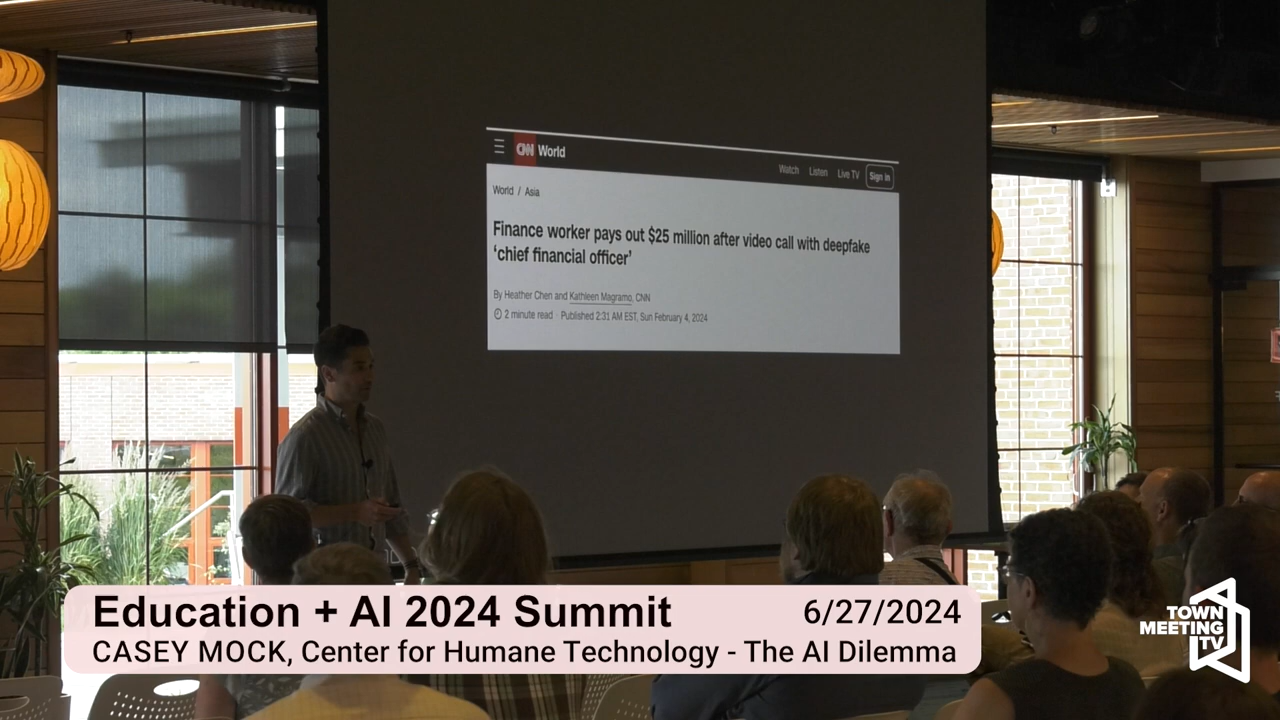 CNN World
Watch Listen Live TV Sign in
World / Asia
Finance worker pays out $25 million after video call with deepfake
‘chief financial officer’
By Heather Chen and Kathleen Magramo, CNN
2 minute read · Published 2:31 AM EST, Sun February 4, 2024
Education + AI 2024 Summit 6/27/2024
CASEY MOCK, Center for Humane Technology - The AI Dilemma
TOWN
MEETING
TV